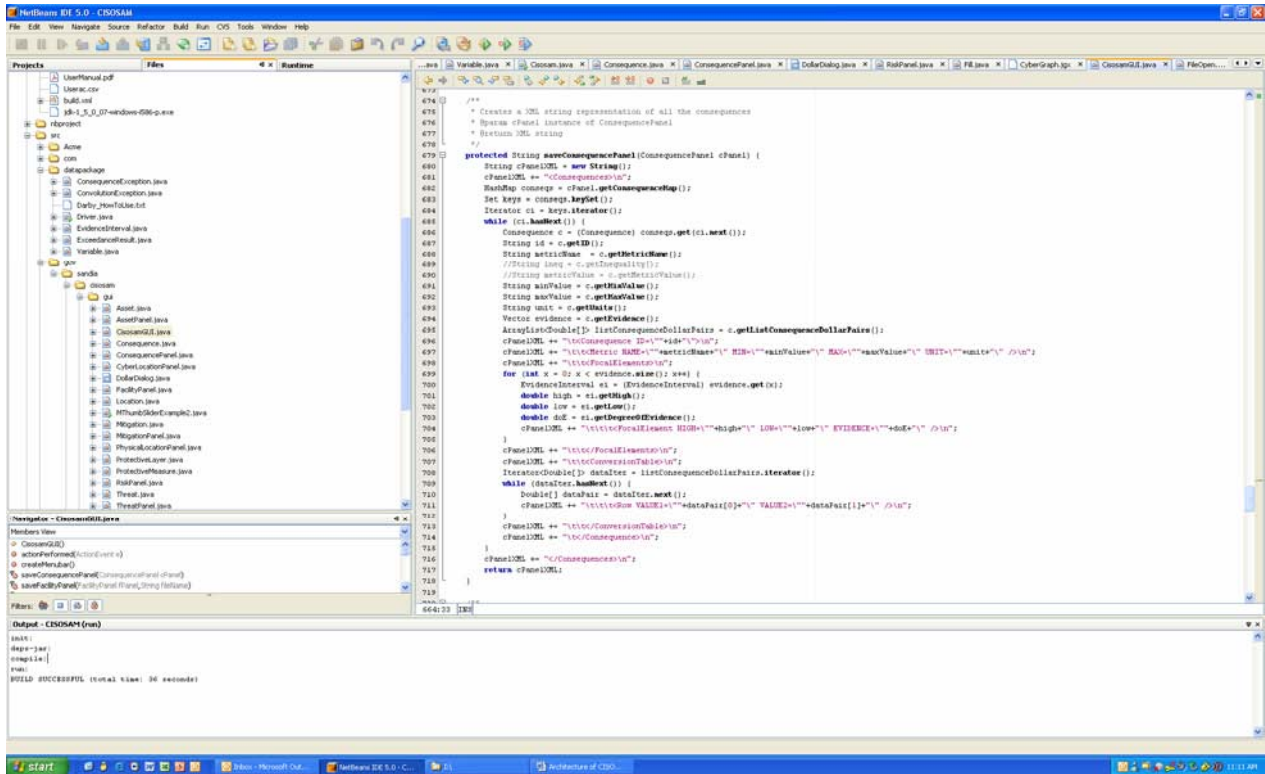 NetBeans IDE 5.0 - CISOSAM
File Edit View Navigate Source Refactor Build Run CVS Tools Window Help
Projects Files Runtime
UserManual.pdf
Userac.csv
build.xml
jdk-1_5_0_07-windows-i586-p.exe
nbproject
src
Acme
com
datapackage
ConsequenceException.java
ConvolutionException.java
Darby_HowToUse.txt
Driver.java
EvidenceInterval.java
ExceedanceResult.java
Variable.java
gov
sandia
cisosam
gui
Asset.java
AssetPanel.java
CisosamGUI.java
Consequence.java
ConsequencePanel.java
CyberLocationPanel.java
DollarDialog.java
FacilityPanel.java
Location.java
MThumbSliderExample2.java
Mitigation.java
MitigationPanel.java
PhysicalLocationPanel.java
ProtectiveLayer.java
ProtectiveMeasure.java
RiskPanel.java
Threat.java
ThreatPanel.java
Navigator - CisosamGUI.java
Members View
CisosamGUI()
actionPerformed(ActionEvent e)
createMenubar()
saveConsequencePanel(ConsequencePanel cPanel)
saveFacilityPanel(FacilityPanel fPanel, String fileName)
Filters:
...ava Variable.java Cisosam.java Consequence.java ConsequencePanel.java DollarDialog.java RiskPanel.java Fill.java CyberGraph.jgx CisosamGUI.java FileOpen....
673
674 /**
675 * Creates a XML string representation of all the consequences
676 * @param cPanel instance of ConsequencePanel
677 * @return XML string
678 */
679 protected String saveConsequencePanel(ConsequencePanel cPanel) {
680 String cPanelXML = new String();
681 cPanelXML += "<Consequences>\n";
682 HashMap conseqs = cPanel.getConsequenceMap();
683 Set keys = conseqs.keySet();
684 Iterator ci = keys.iterator();
685 while (ci.hasNext()) {
686 Consequence c = (Consequence) conseqs.get(ci.next());
687 String id = c.getID();
688 String metricName = c.getMetricName();
689 //String ineq = c.getInequality();
690 //String metricValue = c.getMetricValue();
691 String minValue = c.getMinValue();
692 String maxValue = c.getMaxValue();
693 String unit = c.getUnits();
694 Vector evidence = c.getEvidence();
695 ArrayList<Double[]> listConsequenceDollarPairs = c.getListConsequenceDollarPairs();
696 cPanelXML += "\t<Consequence ID=\""+id+"\">\n";
697 cPanelXML += "\t\t<Metric NAME=\""+metricName+"\" MIN=\""+minValue+"\" MAX=\""+maxValue+"\" UNIT=\""+unit+"\" />\n";
698 cPanelXML += "\t\t<FocalElements>\n";
699 for (int x = 0; x < evidence.size(); x++) {
700 EvidenceInterval ei = (EvidenceInterval) evidence.get(x);
701 double high = ei.getHigh();
702 double low = ei.getLow();
703 double doE = ei.getDegreeOfEvidence();
704 cPanelXML += "\t\t\t<FocalElement HIGH=\""+high+"\" LOW=\""+low+"\" EVIDENCE=\""+doE+"\" />\n";
705 }
706 cPanelXML += "\t\t</FocalElements>\n";
707 cPanelXML += "\t\t<ConversionTable>\n";
708 Iterator<Double[]> dataIter = listConsequenceDollarPairs.iterator();
709 while (dataIter.hasNext()) {
710 Double[] dataPair = dataIter.next();
711 cPanelXML += "\t\t\t<Row VALUE1=\""+dataPair[0]+"\" VALUE2=\""+dataPair[1]+"\" />\n";
712 }
713 cPanelXML += "\t\t</ConversionTable>\n";
714 cPanelXML += "\t</Consequence>\n";
715 }
716 cPanelXML += "</Consequences>\n";
717 return cPanelXML;
718 }
719
664:33 INS
Output - CISOSAM (run)
init:
deps-jar:
compile:
run:
BUILD SUCCESSFUL (total time: 36 seconds)
start Inbox - Microsoft Out... NetBeans IDE 5.0 - C... Architecture of CISO... 11:11 AM